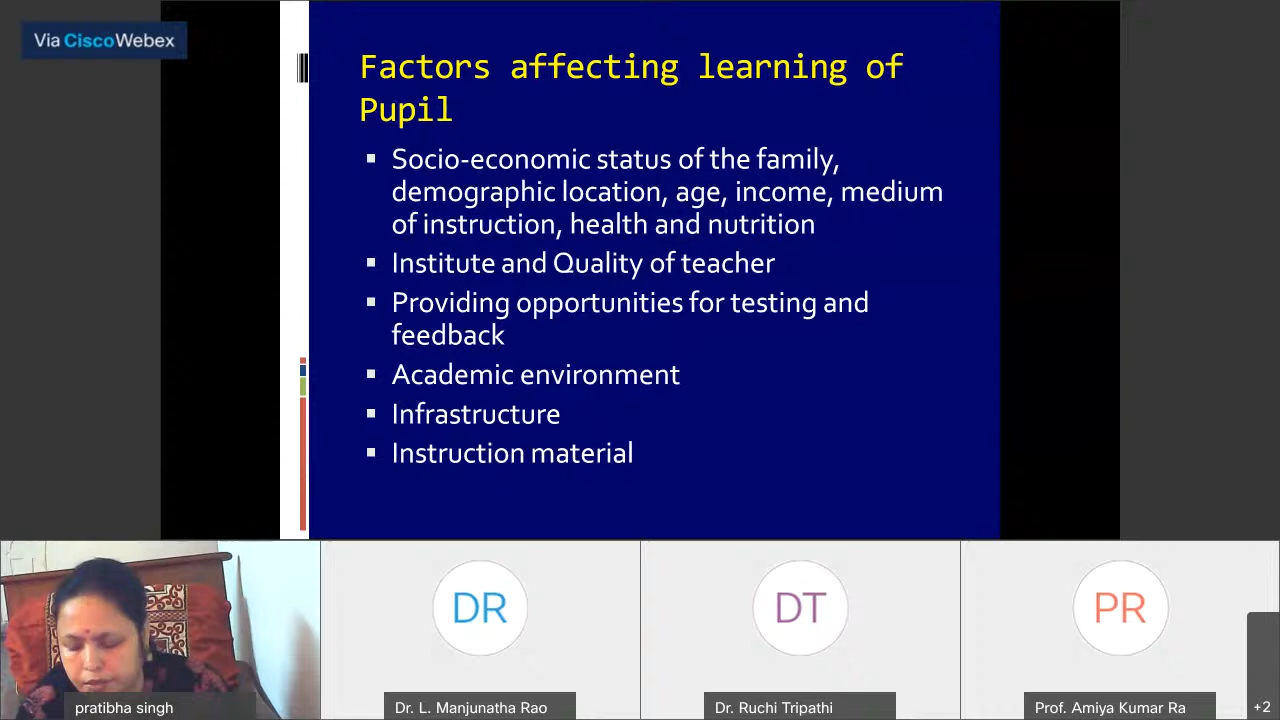 Via Cisco Webex
Factors affecting learning of
Pupil
▪ Socio-economic status of the family,
demographic location, age, income, medium
of instruction, health and nutrition
▪ Institute and Quality of teacher
▪ Providing opportunities for testing and
feedback
▪ Academic environment
▪ Infrastructure
▪ Instruction material
DR
DT
PR
pratibha singh
Dr. L. Manjunatha Rao
Dr. Ruchi Tripathi
Prof. Amiya Kumar Ra
+2